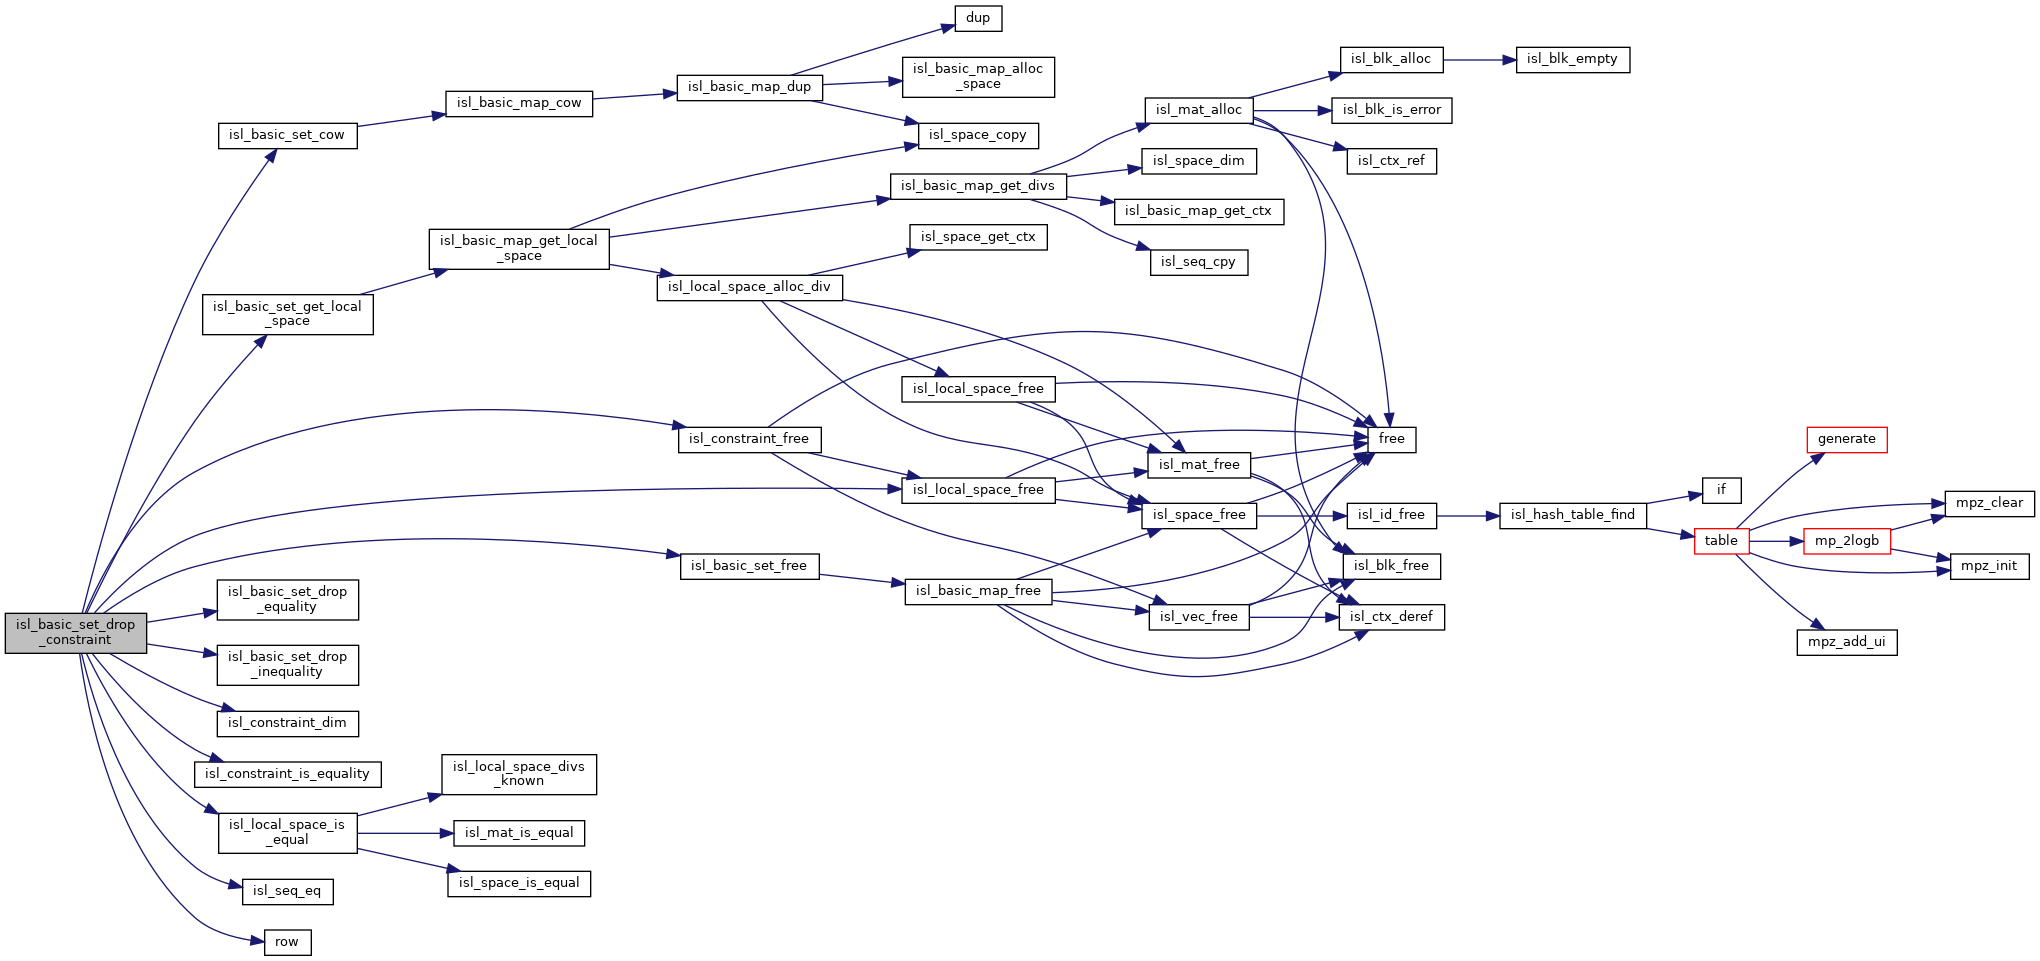 dup
isl_basic_map_alloc
_space
isl_blk_alloc
isl_blk_empty
isl_basic_map_dup
isl_basic_map_cow
isl_mat_alloc
isl_blk_is_error
isl_basic_set_cow
isl_space_copy
isl_space_dim
isl_ctx_ref
isl_basic_map_get_divs
isl_basic_map_get_ctx
isl_basic_map_get_local
_space
isl_space_get_ctx
isl_seq_cpy
isl_local_space_alloc_div
isl_basic_set_get_local
_space
isl_local_space_free
isl_constraint_free
free
generate
isl_mat_free
isl_local_space_free
if
mpz_clear
isl_space_free
isl_id_free
isl_hash_table_find
table
mp_2logb
isl_basic_set_free
isl_blk_free
mpz_init
isl_basic_map_free
isl_basic_set_drop
_equality
isl_vec_free
isl_ctx_deref
isl_basic_set_drop
_constraint
mpz_add_ui
isl_basic_set_drop
_inequality
isl_constraint_dim
isl_constraint_is_equality
isl_local_space_divs
_known
isl_local_space_is
_equal
isl_mat_is_equal
isl_space_is_equal
isl_seq_eq
row